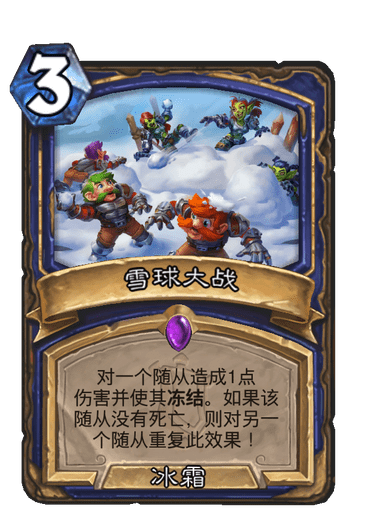 3
雪球大战
对一个随从造成1点
伤害并使其冻结。如果该
随从没有死亡，则对另一
个随从重复此效果！
冰霜